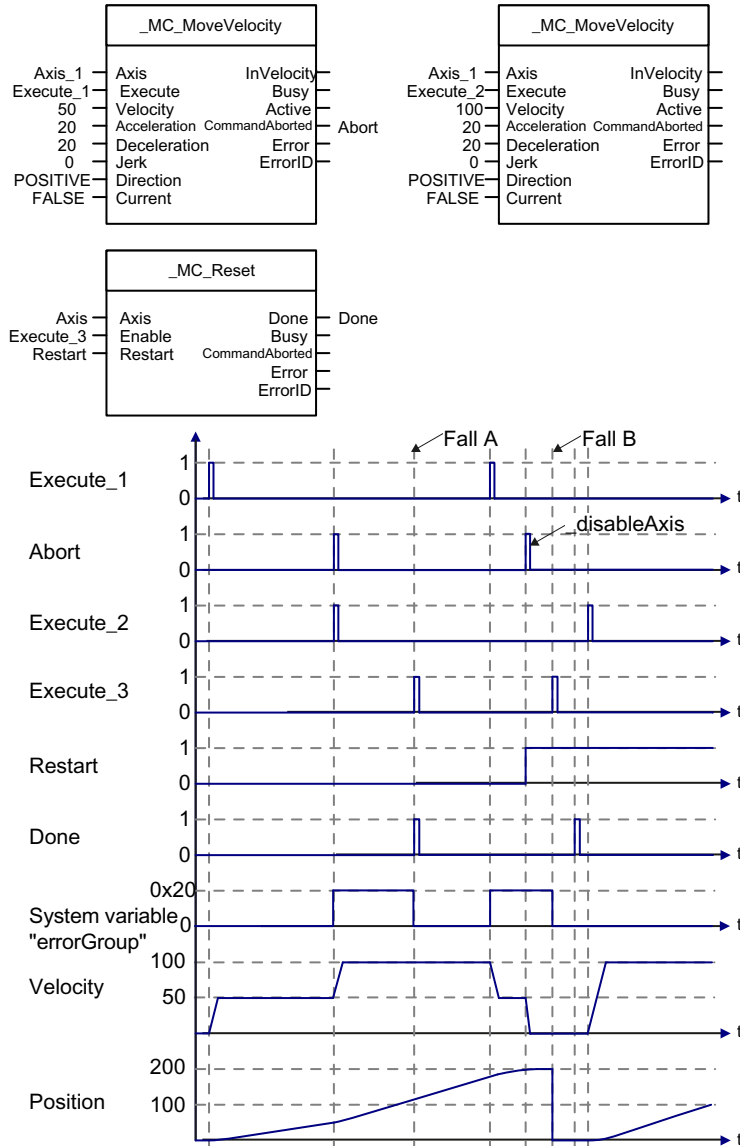 _MC_MoveVelocity
Axis_1 Axis InVelocity
Execute_1 Execute Busy
50 Velocity Active
20 Acceleration CommandAborted Abort
20 Deceleration Error
0 Jerk ErrorID
POSITIVE Direction
FALSE Current
_MC_MoveVelocity
Axis_1 Axis InVelocity
Execute_2 Execute Busy
100 Velocity Active
20 Acceleration CommandAborted
20 Deceleration Error
0 Jerk ErrorID
POSITIVE Direction
FALSE Current
_MC_Reset
Axis Axis Done Done
Execute_3 Enable Busy
Restart Restart CommandAborted
Error
ErrorID
Fall A
Fall B
Execute_1
1
0
t
_disableAxis
Abort
1
0
t
Execute_2
1
0
t
Execute_3
1
0
t
Restart
1
0
t
Done
1
0
t
System variable
"errorGroup"
0x20
0
t
Velocity
100
50
t
Position
200
100
t